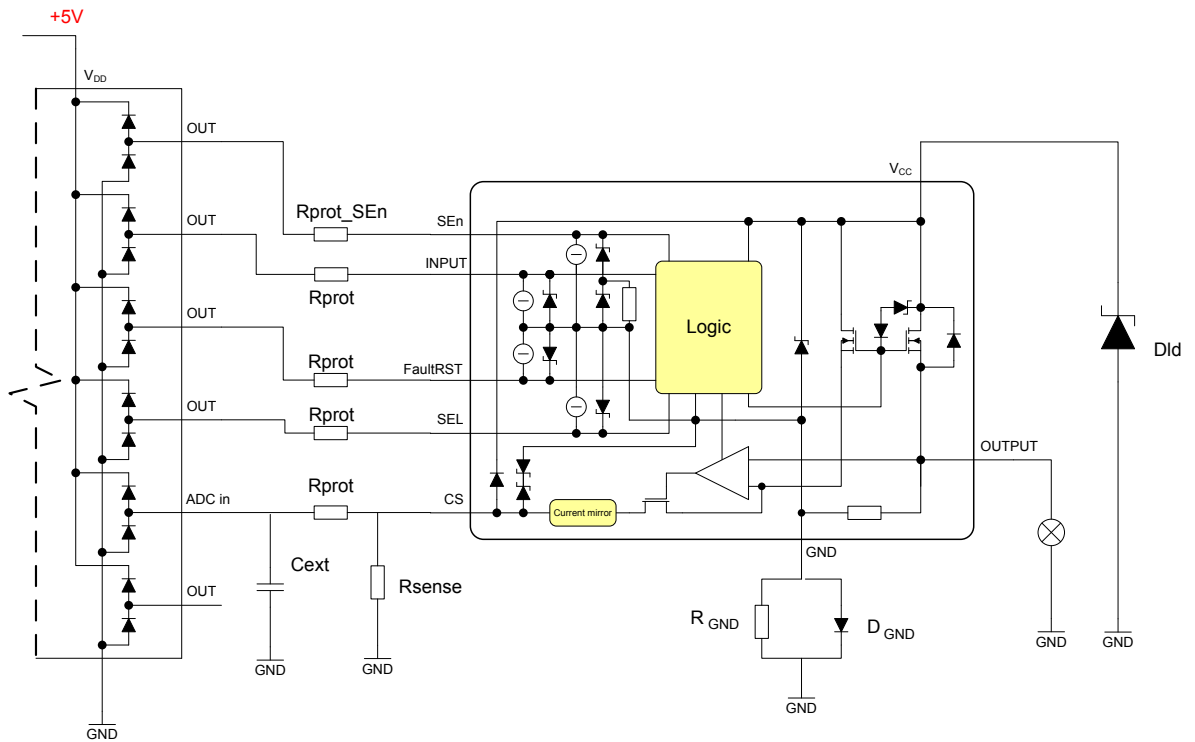 +5V
VDD
OUT
VCC
Rprot_SEn
SEn
OUT
INPUT
Rprot
Logic
OUT
Dld
Rprot
FaultRST
OUT
Rprot
SEL
OUTPUT
Rprot
ADC in
CS
Current mirror
GND
Cext
Rsense
OUT
R GND
D GND
GND
GND
GND
GND
GND
GND